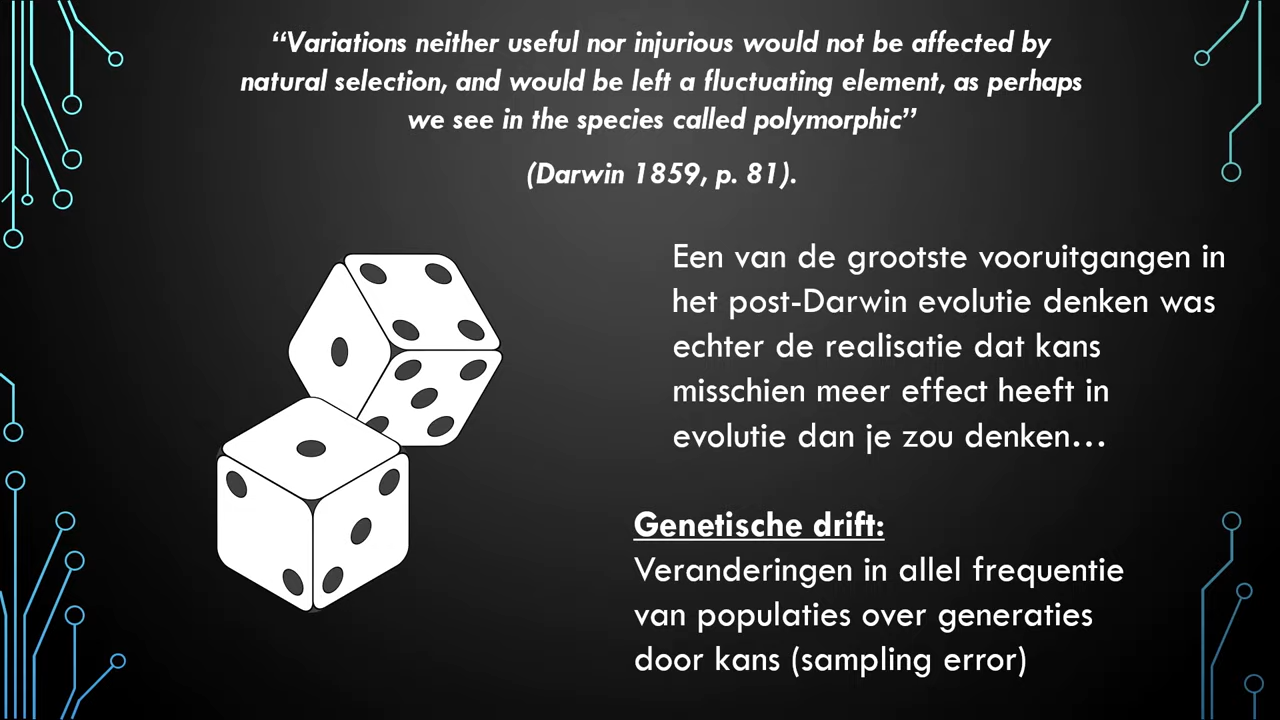 “Variations neither useful nor injurious would not be affected by
natural selection, and would be left a fluctuating element, as perhaps
we see in the species called polymorphic”
(Darwin 1859, p. 81).
Een van de grootste vooruitgangen in
het post-Darwin evolutie denken was
echter de realisatie dat kans
misschien meer effect heeft in
evolutie dan je zou denken…
Genetische drift:
Veranderingen in allel frequentie
van populaties over generaties
door kans (sampling error)